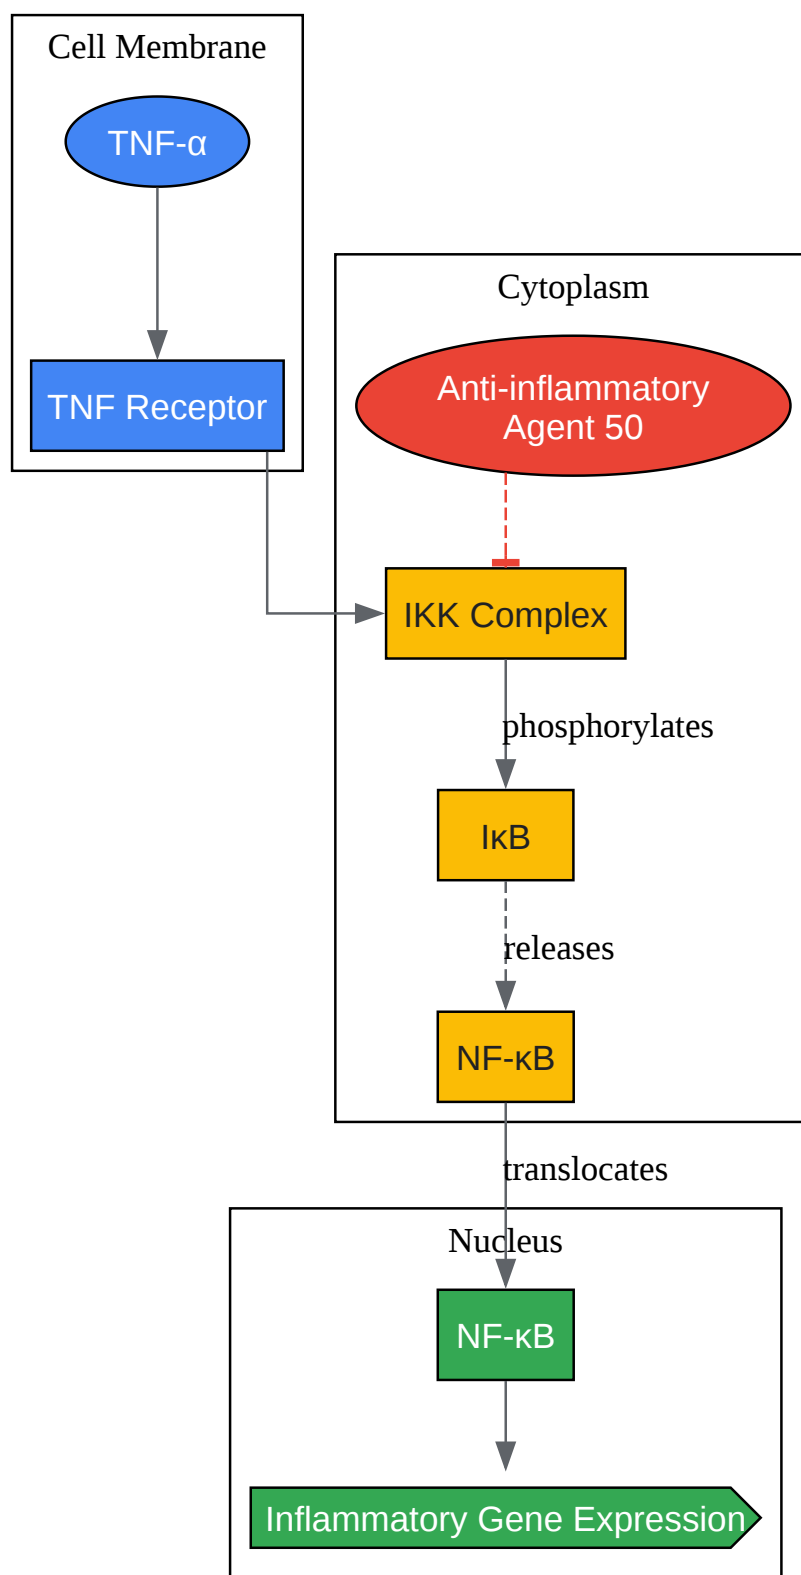 Cell Membrane
TNF-α
TNF Receptor
Cytoplasm
Anti-inflammatory
Agent 50
IKK Complex
phosphorylates
IκB
releases
NF-κB
translocates
Nucleus
NF-κB
Inflammatory Gene Expression